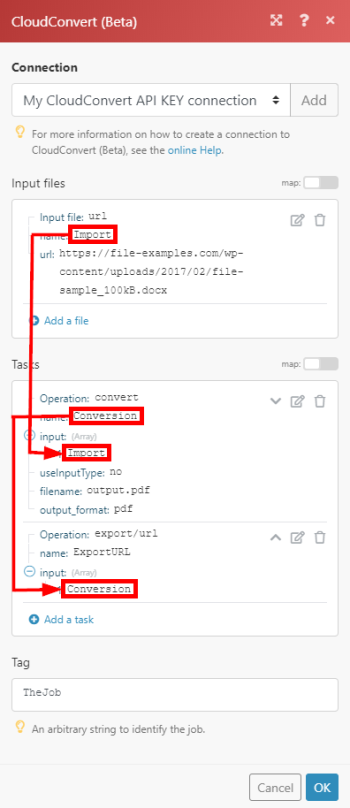 CloudConvert (Beta)
Connection
My CloudConvert API KEY connection
Add
For more information on how to create a connection to
CloudConvert (Beta), see the online Help.
Input files
map:
Input file: url
name: Import
url: https://file-examples.com/wp-
content/uploads/2017/02/file-
sample_100kB.docx
Add a file
Tasks
map:
Operation: convert
name: Conversion
input: (Array)
Import
useInputType: no
filename: output.pdf
output_format: pdf
Operation: export/url
name: ExportURL
input: (Array)
Conversion
Add a task
Tag
TheJob
An arbitrary string to identify the job.
Cancel
OK